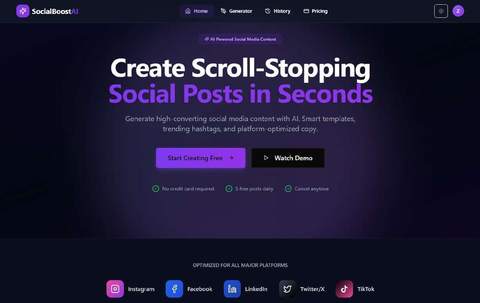 SocialBoostAI
Home
Generator
History
Pricing
Z
AI Powered Social Media Content
Create Scroll-Stopping
Social Posts in Seconds
Generate high-converting social media content with AI. Smart templates,
trending hashtags, and platform-optimized copy.
Start Creating Free
Watch Demo
No credit card required
5 free posts daily
Cancel anytime
OPTIMIZED FOR ALL MAJOR PLATFORMS
Instagram
Facebook
LinkedIn
Twitter/X
TikTok